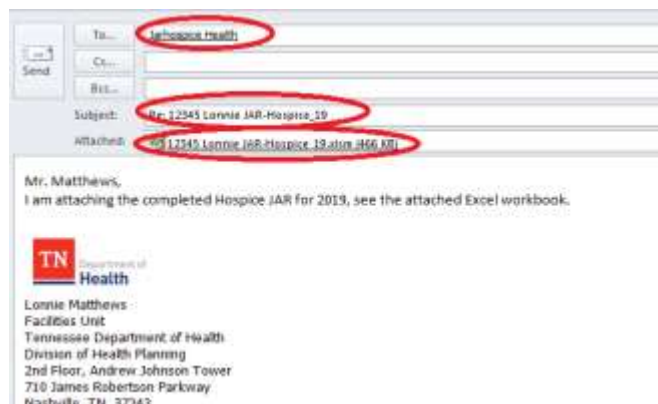 To...
Jarhospice Health
Send
Cc...
Bcc...
Subject:
Re: 12345 Lonnie JAR-Hospice_19
Attached:
12345 Lonnie JAR-Hospice_19.xlsm (466 KB)
Mr. Matthews,
I am attaching the completed Hospice JAR for 2019, see the attached Excel workbook.
TN
Department of
Health
Lonnie Matthews
Facilities Unit
Tennessee Department of Health
Division of Health Planning
2nd Floor, Andrew Johnson Tower
710 James Robertson Parkway
Nashville, TN 37243